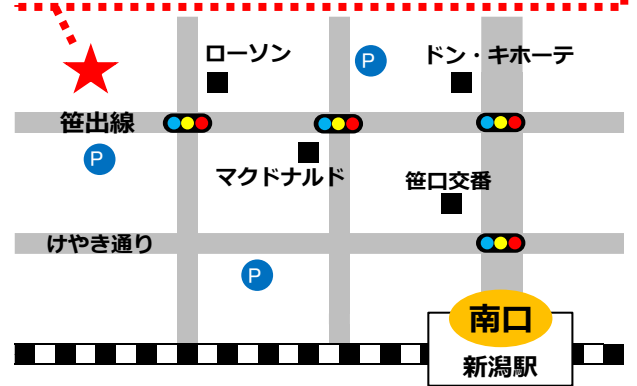 ローソン
P
ドン・キホーテ
笹出線
P
マクドナルド
笹口交番
けやき通り
P
南口
新潟駅